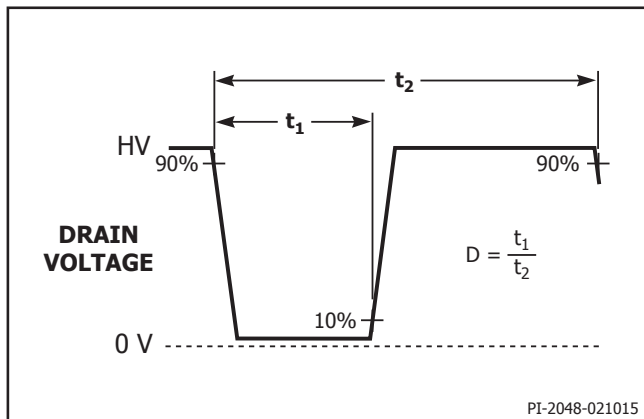 t2
t1
HV
90%
90%
DRAIN
VOLTAGE
D = t1/t2
10%
0 V
PI-2048-021015